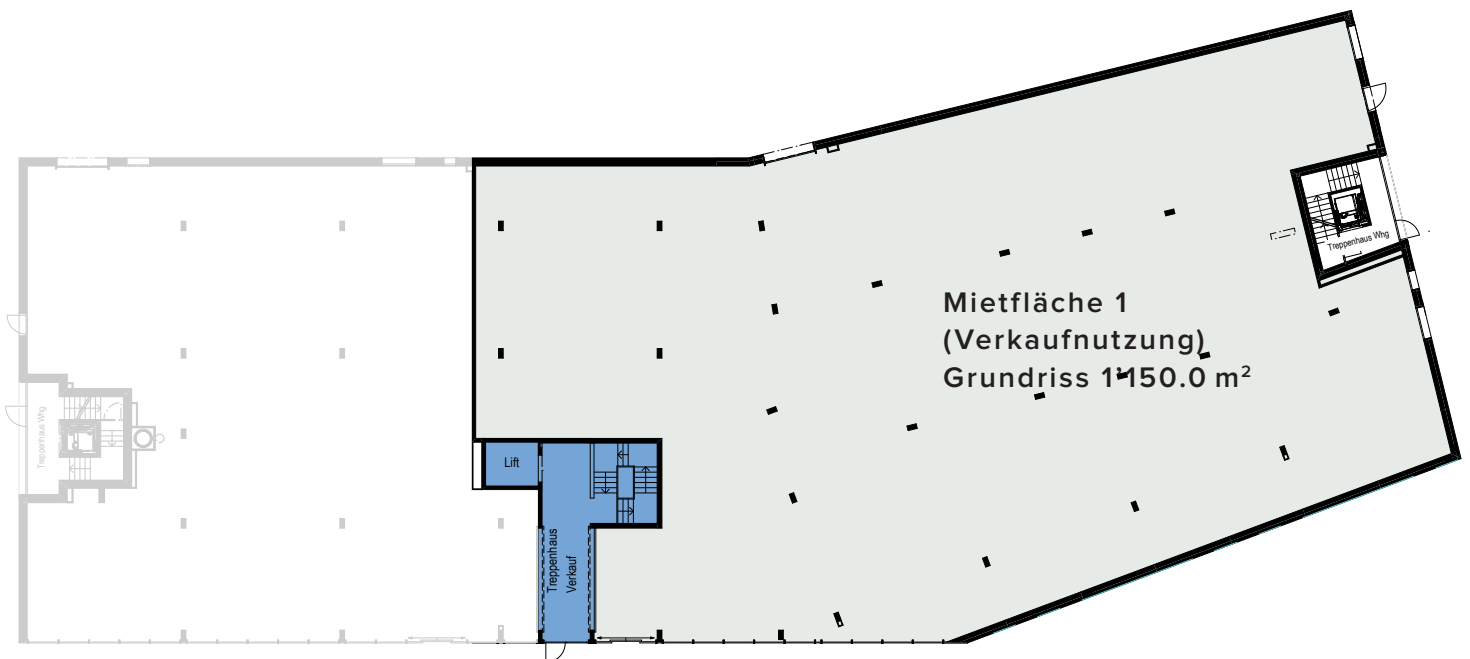 Mietfläche 1
(Verkaufnutzung)
Grundriss 1'150.0 m²
Treppenhaus Whg
Treppenhaus Whg
Lift
Treppenhaus
Verkauf